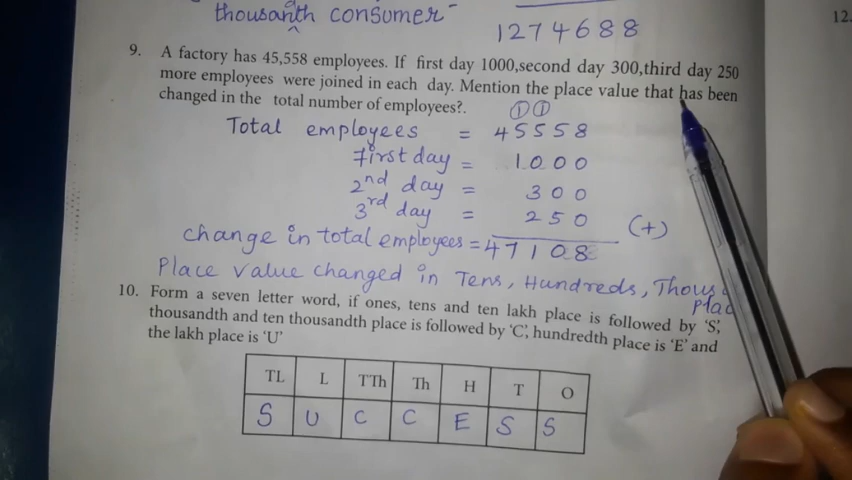 thousanth consumer
1274688
12.
9. A factory has 45,558 employees. If first day 1000,second day 300,third day 250
more employees were joined in each day. Mention the place value that has been
changed in the total number of employees?.
1 1
Total employees = 45558
First day = 1000
2nd day = 300
3rd day = 250 (+)
Change in total employees = 47108
Place value changed in Tens, Hundreds,
10. Form a seven letter word, if ones, tens and ten lakh place is followed by 'S',
thousandth and ten thousandth place is followed by 'C', hundredth place is 'E' and
the lakh place is 'U'
TL L TTh Th H T O
S U C C E S S